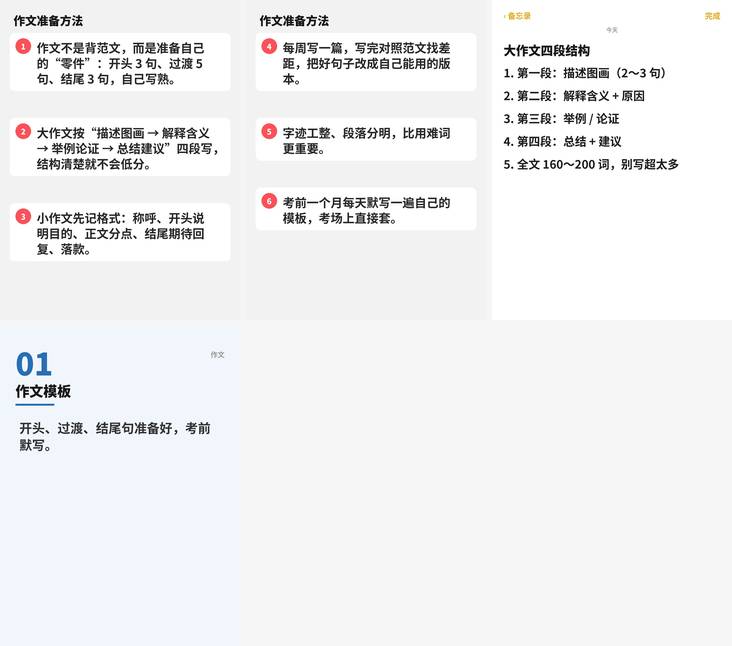 作文准备方法
1
作文不是背范文，而是准备自己
的“零件”：开头 3 句、过渡 5
句、结尾 3 句，自己写熟。
2
大作文按“描述图画 → 解释含义
→ 举例论证 → 总结建议”四段写，
结构清楚就不会低分。
3
小作文先记格式：称呼、开头说
明目的、正文分点、结尾期待回
复、落款。
作文准备方法
4
每周写一篇，写完对照范文找差
距，把好句子改成自己能用的版
本。
5
字迹工整、段落分明，比用难词
更重要。
6
考前一个月每天默写一遍自己的
模板，考场上直接套。
‹ 备忘录
完成
今天
大作文四段结构
1. 第一段：描述图画（2～3 句）
2. 第二段：解释含义 + 原因
3. 第三段：举例 / 论证
4. 第四段：总结 + 建议
5. 全文 160～200 词，别写超太多
01
作文
作文模板
开头、过渡、结尾句准备好，考前
默写。